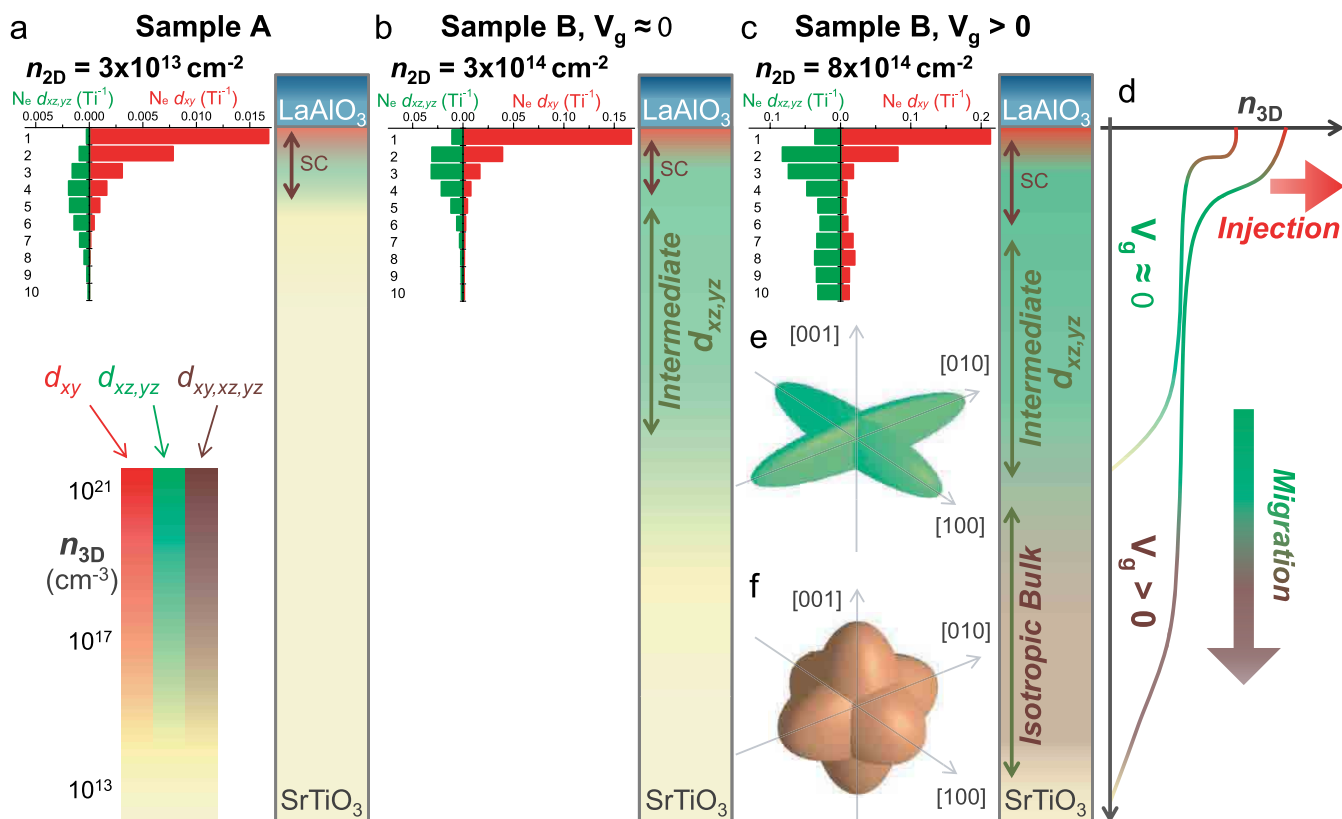 a
Sample A
n2D = 3x10^13 cm^-2
Ne dxz,yz (Ti^-1)
Ne dxy (Ti^-1)
0.005 0.000 0.005 0.010 0.015
1
2
3
4
5
6
7
8
9
10
LaAlO3
SC
SrTiO3
dxy
dxz,yz
dxy,xz,yz
10^21
n3D
(cm^-3)
10^17
10^13
b
Sample B, Vg ≈ 0
n2D = 3x10^14 cm^-2
Ne dxz,yz (Ti^-1)
Ne dxy (Ti^-1)
0.05 0.00 0.05 0.10 0.15
1
2
3
4
5
6
7
8
9
10
LaAlO3
SC
Intermediate
dxz,yz
SrTiO3
c
Sample B, Vg > 0
n2D = 8x10^14 cm^-2
Ne dxz,yz (Ti^-1)
Ne dxy (Ti^-1)
0.1 0.0 0.1 0.2
1
2
3
4
5
6
7
8
9
10
LaAlO3
SC
Intermediate
dxz,yz
Isotropic Bulk
SrTiO3
e
[001]
[010]
[100]
f
[001]
[010]
[100]
d
n3D
Injection
Vg ≈ 0
Vg > 0
Migration